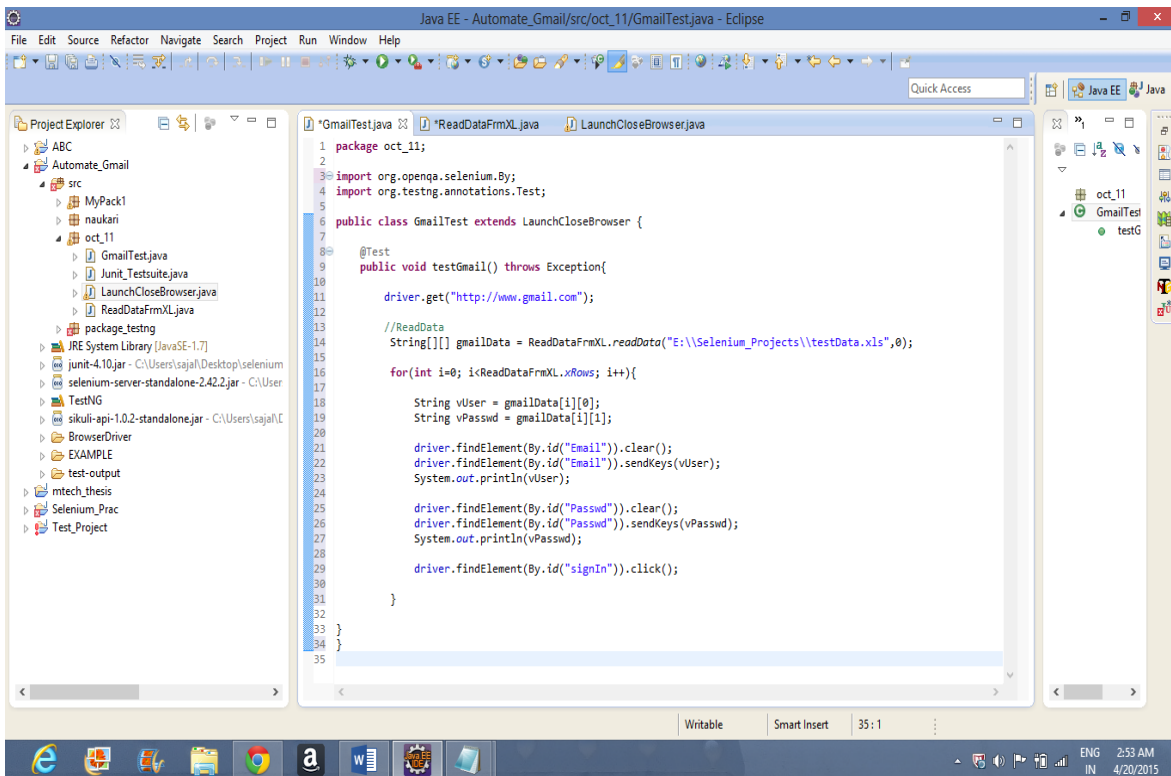 Java EE - Automate_Gmail/src/oct_11/GmailTest.java - Eclipse
File Edit Source Refactor Navigate Search Project Run Window Help
Quick Access
Java EE
Java
Project Explorer
ABC
Automate_Gmail
src
MyPack1
naukari
oct_11
GmailTest.java
Junit_Testsuite.java
LaunchCloseBrowser.java
ReadDataFrmXL.java
package_testng
JRE System Library [JavaSE-1.7]
junit-4.10.jar - C:\Users\sajal\Desktop\selenium
selenium-server-standalone-2.42.2.jar - C:\User
TestNG
sikuli-api-1.0.2-standalone.jar - C:\Users\sajal\D
BrowserDriver
EXAMPLE
test-output
mtech_thesis
Selenium_Prac
Test_Project
*GmailTest.java
*ReadDataFrmXL.java
LaunchCloseBrowser.java
1 package oct_11;
2
3 import org.openqa.selenium.By;
4 import org.testng.annotations.Test;
5
6 public class GmailTest extends LaunchCloseBrowser {
7
8 @Test
9 public void testGmail() throws Exception{
10
11 driver.get("http://www.gmail.com");
12
13 //ReadData
14 String[][] gmailData = ReadDataFrmXL.readData("E:\\Selenium_Projects\\testData.xls",0);
15
16 for(int i=0; i<ReadDataFrmXL.xRows; i++){
17
18 String vUser = gmailData[i][0];
19 String vPasswd = gmailData[i][1];
20
21 driver.findElement(By.id("Email")).clear();
22 driver.findElement(By.id("Email")).sendKeys(vUser);
23 System.out.println(vUser);
24
25 driver.findElement(By.id("Passwd")).clear();
26 driver.findElement(By.id("Passwd")).sendKeys(vPasswd);
27 System.out.println(vPasswd);
28
29 driver.findElement(By.id("signIn")).click();
30
31 }
32
33 }
34 }
35
oct_11
GmailTest
testG
Writable
Smart Insert
35 : 1
ENG
IN
2:53 AM
4/20/2015